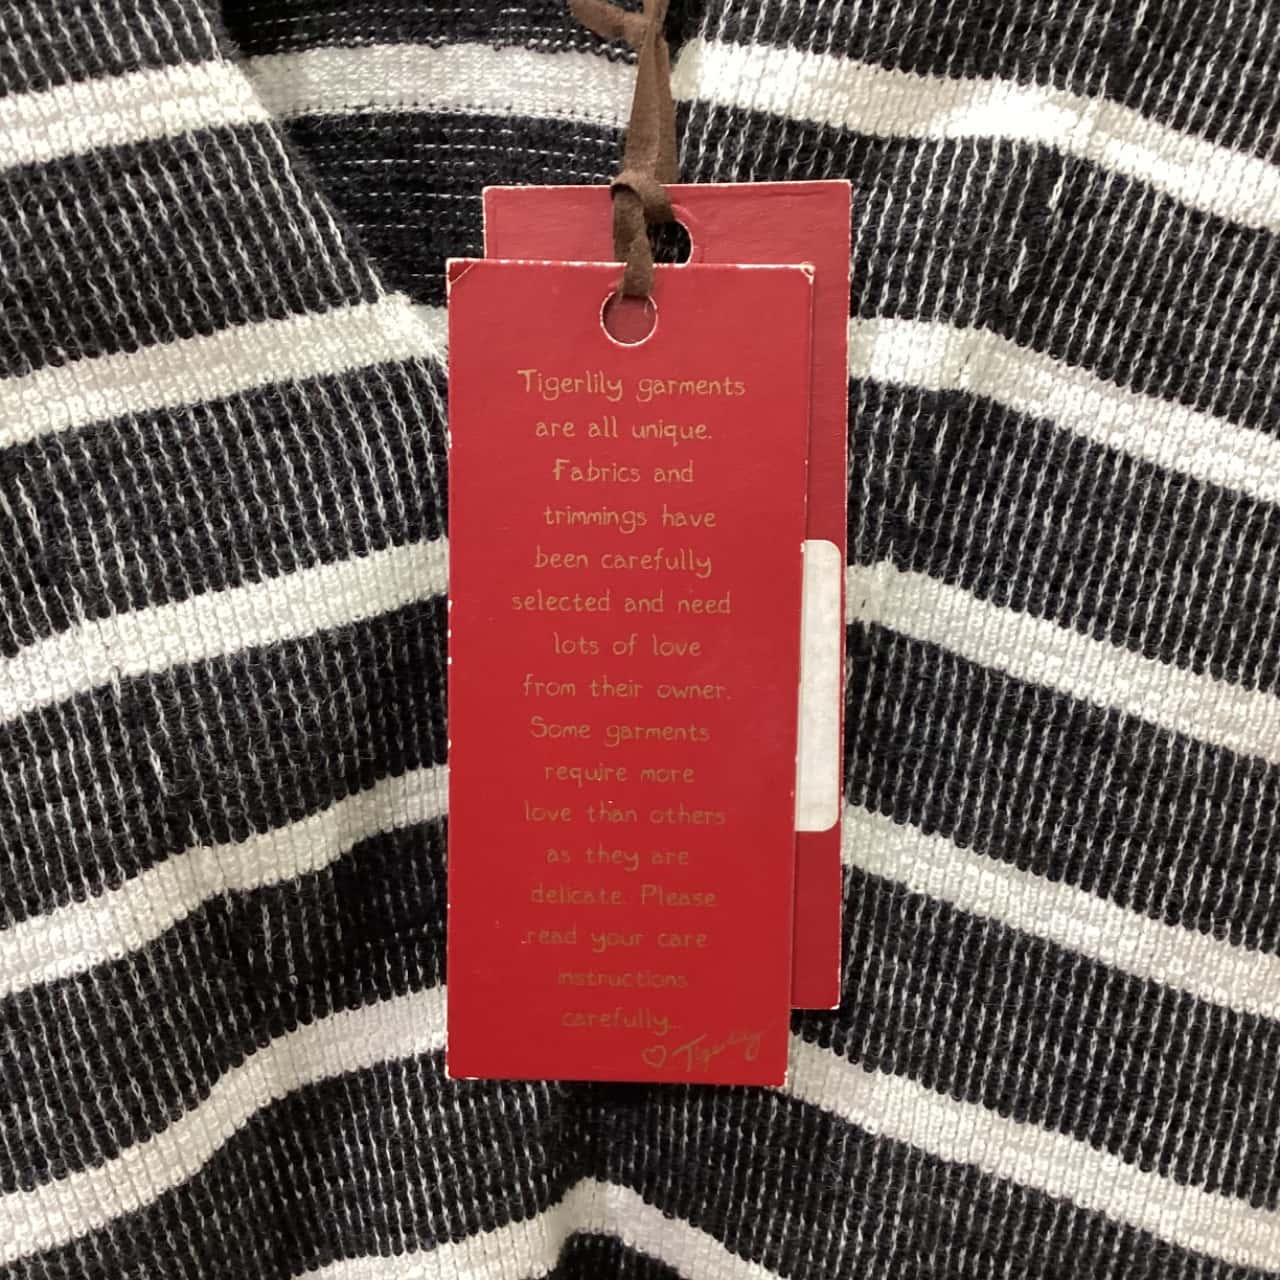 Tigerlily garments
are all unique.
Fabrics and
trimmings have
been carefully
selected and need
lots of love
from their owner.
Some garments
require more
love than others
as they are
delicate. Please
read your care
instructions
carefully...
♡ Tigerlily